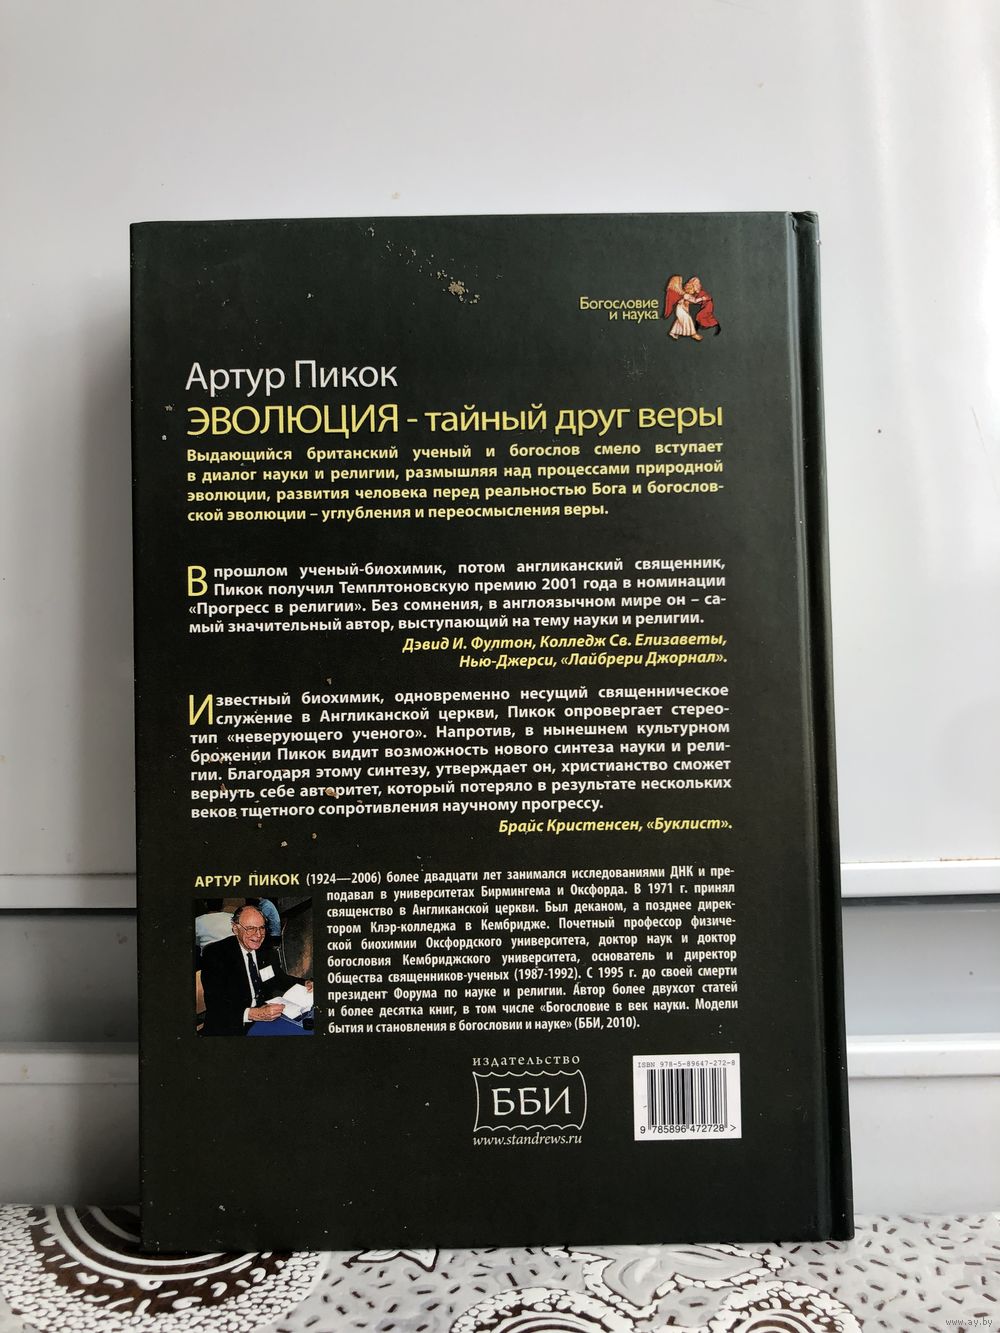 Богословие
и наука
Артур Пикок
ЭВОЛЮЦИЯ - тайный друг веры
Выдающийся британский ученый и богослов смело вступает
в диалог науки и религии, размышляя над процессами природной
эволюции, развития человека перед реальностью Бога и богослов-
ской эволюции – углубления и переосмысления веры.
В прошлом ученый-биохимик, потом англиканский священник,
Пикок получил Темплтоновскую премию 2001 года в номинации
«Прогресс в религии». Без сомнения, в англоязычном мире он – са-
мый значительный автор, выступающий на тему науки и религии.
Дэвид И. Фултон, Колледж Св. Елизаветы,
Нью-Джерси, «Лайбрери Джорнал».
Известный биохимик, одновременно несущий священническое
служение в Англиканской церкви, Пикок опровергает стерео-
тип «неверующего ученого». Напротив, в нынешнем культурном
брожении Пикок видит возможность нового синтеза науки и рели-
гии. Благодаря этому синтезу, утверждает он, христианство сможет
вернуть себе авторитет, который потеряло в результате нескольких
веков тщетного сопротивления научному прогрессу.
Брайс Кристенсен, «Буклист».
АРТУР ПИКОК (1924—2006) более двадцати лет занимался исследованиями ДНК и пре-
подавал в университетах Бирмингема и Оксфорда. В 1971 г. принял
священство в Англиканской церкви. Был деканом, а позднее дирек-
тором Клэр-колледжа в Кембридже. Почетный профессор физиче-
ской биохимии Оксфордского университета, доктор наук и доктор
богословия Кембриджского университета, основатель и директор
Общества священников-ученых (1987-1992). С 1995 г. до своей смерти
президент Форума по науке и религии. Автор более двухсот статей
и более десятка книг, в том числе «Богословие в век науки. Модели
бытия и становления в богословии и науке» (ББИ, 2010).
издательство
ББИ
www.standrews.ru
ISBN 978-5-89647-272-8
9 785896 472728 >
www.ay.by